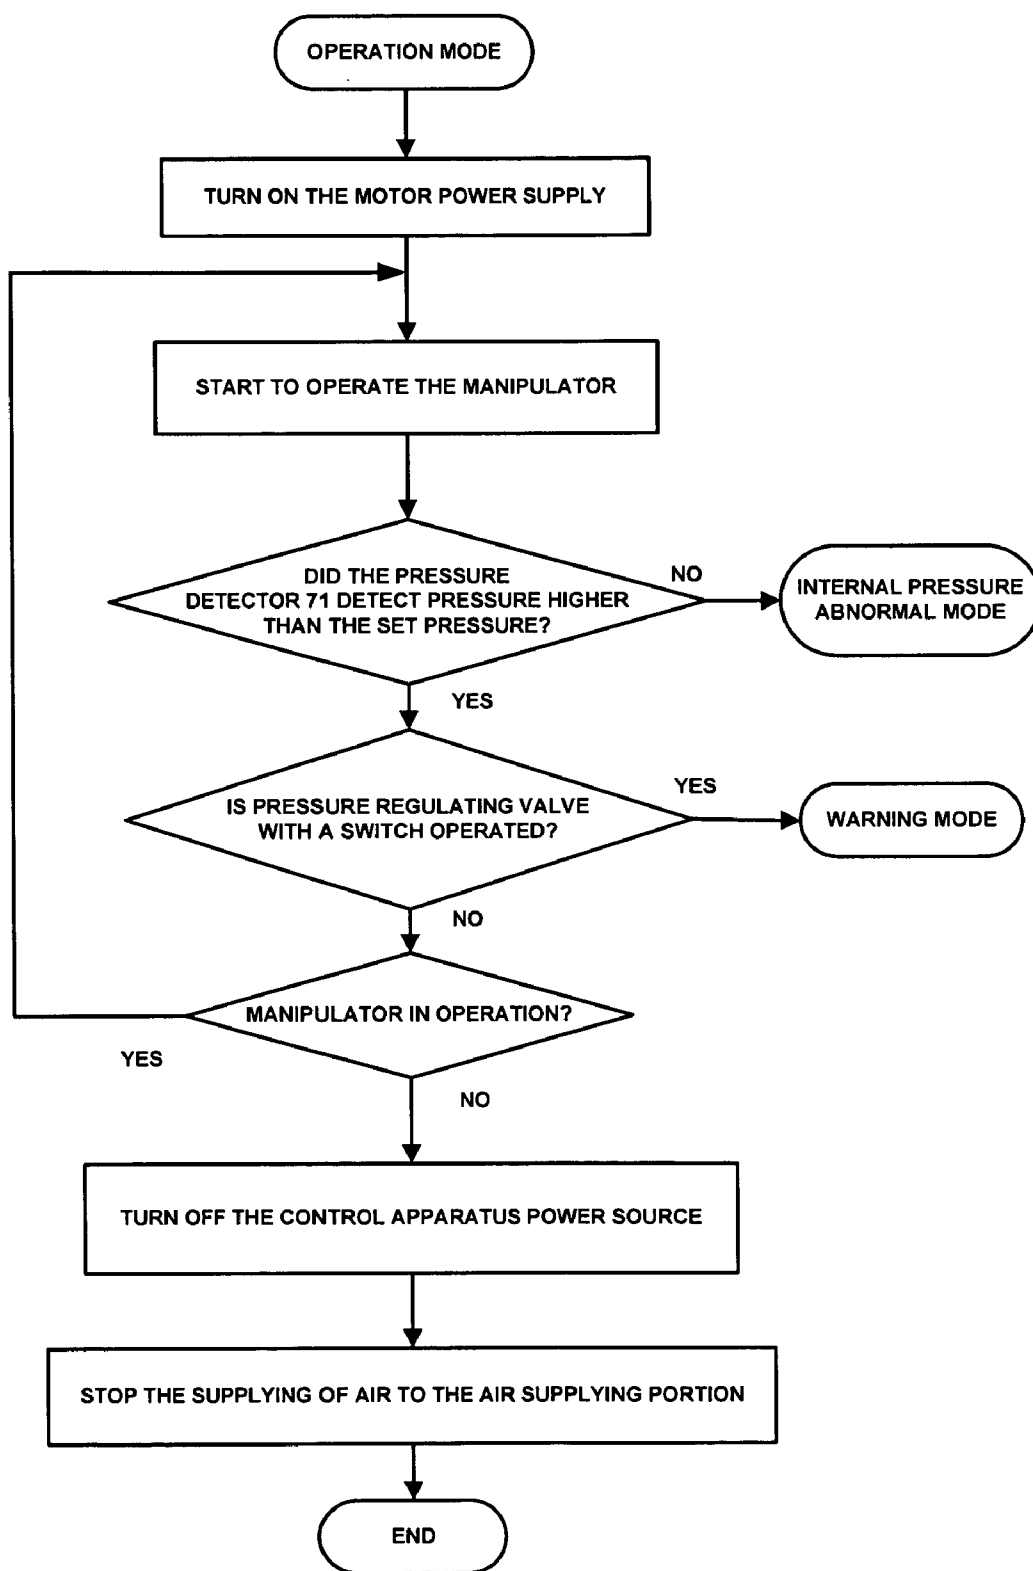 OPERATION MODE
TURN ON THE MOTOR POWER SUPPLY
START TO OPERATE THE MANIPULATOR
DID THE PRESSURE
DETECTOR 71 DETECT PRESSURE HIGHER
THAN THE SET PRESSURE?
NO
INTERNAL PRESSURE
ABNORMAL MODE
YES
IS PRESSURE REGULATING VALVE
WITH A SWITCH OPERATED?
YES
WARNING MODE
NO
MANIPULATOR IN OPERATION?
YES
NO
TURN OFF THE CONTROL APPARATUS POWER SOURCE
STOP THE SUPPLYING OF AIR TO THE AIR SUPPLYING PORTION
END